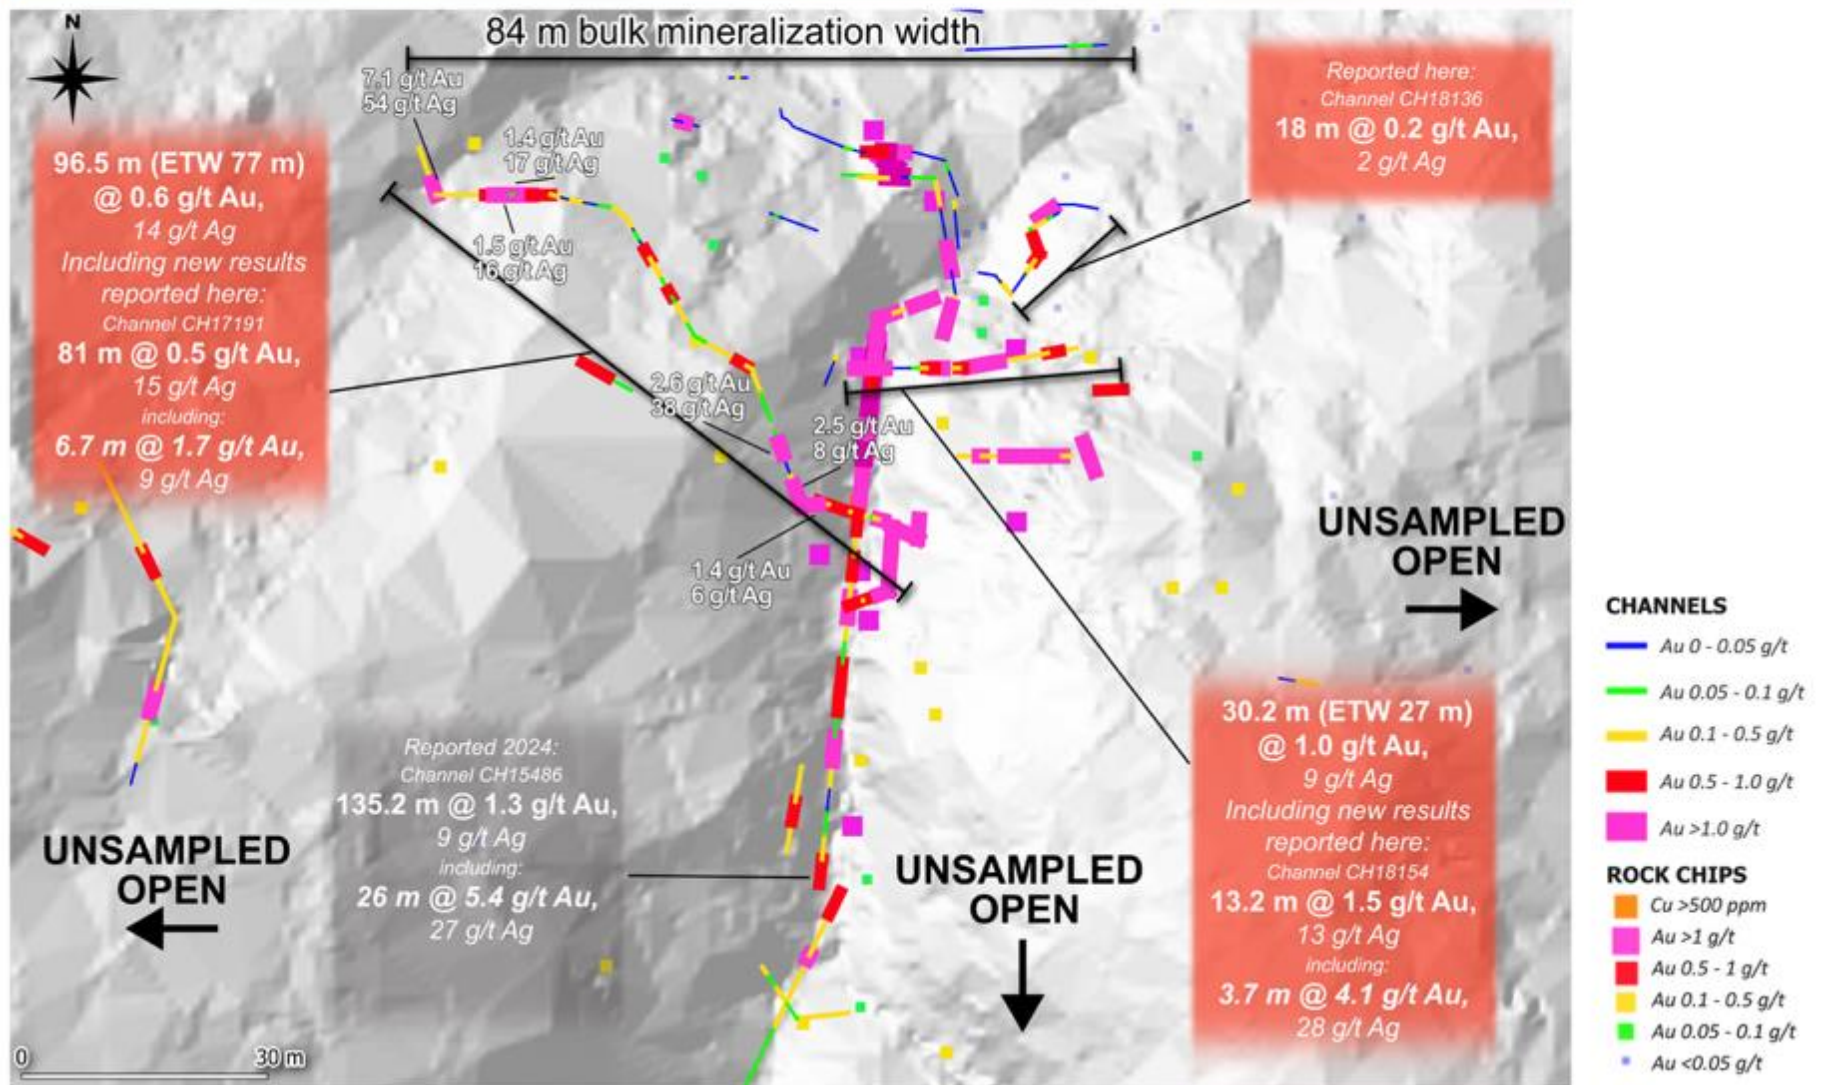 N
84 m bulk mineralization width
7.1 g/t Au
54 g/t Ag
1.4 g/t Au
17 g/t Ag
1.5 g/t Au
16 g/t Ag
96.5 m (ETW 77 m)
@ 0.6 g/t Au,
14 g/t Ag
Including new results
reported here:
Channel CH17191
81 m @ 0.5 g/t Au,
15 g/t Ag
including:
6.7 m @ 1.7 g/t Au,
9 g/t Ag
Reported here:
Channel CH18136
18 m @ 0.2 g/t Au,
2 g/t Ag
2.6 g/t Au
38 g/t Ag
2.5 g/t Au
8 g/t Ag
1.4 g/t Au
6 g/t Ag
UNSAMPLED
OPEN
Reported 2024:
Channel CH15486
135.2 m @ 1.3 g/t Au,
9 g/t Ag
including:
26 m @ 5.4 g/t Au,
27 g/t Ag
UNSAMPLED
OPEN
UNSAMPLED
OPEN
30.2 m (ETW 27 m)
@ 1.0 g/t Au,
9 g/t Ag
Including new results
reported here:
Channel CH18154
13.2 m @ 1.5 g/t Au,
13 g/t Ag
including:
3.7 m @ 4.1 g/t Au,
28 g/t Ag
0 30 m
CHANNELS
Au 0 - 0.05 g/t
Au 0.05 - 0.1 g/t
Au 0.1 - 0.5 g/t
Au 0.5 - 1.0 g/t
Au >1.0 g/t
ROCK CHIPS
Cu >500 ppm
Au >1 g/t
Au 0.5 - 1 g/t
Au 0.1 - 0.5 g/t
Au 0.05 - 0.1 g/t
Au <0.05 g/t